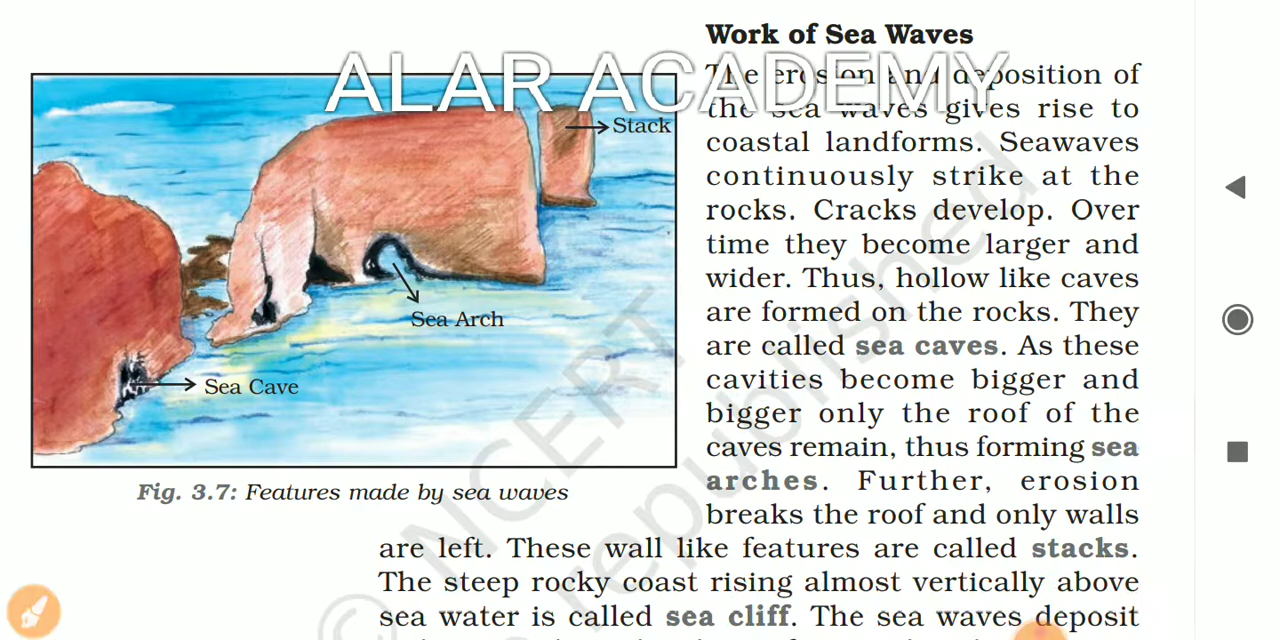 Work of Sea Waves
ALAR ACADEMY
The erosion and deposition of
the sea waves gives rise to
coastal landforms. Seawaves
continuously strike at the
rocks. Cracks develop. Over
time they become larger and
wider. Thus, hollow like caves
are formed on the rocks. They
are called sea caves. As these
cavities become bigger and
bigger only the roof of the
caves remain, thus forming sea
arches. Further, erosion
breaks the roof and only walls
are left. These wall like features are called stacks.
The steep rocky coast rising almost vertically above
sea water is called sea cliff. The sea waves deposit
Stack
Sea Arch
Sea Cave
Fig. 3.7: Features made by sea waves
© NCERT
republished